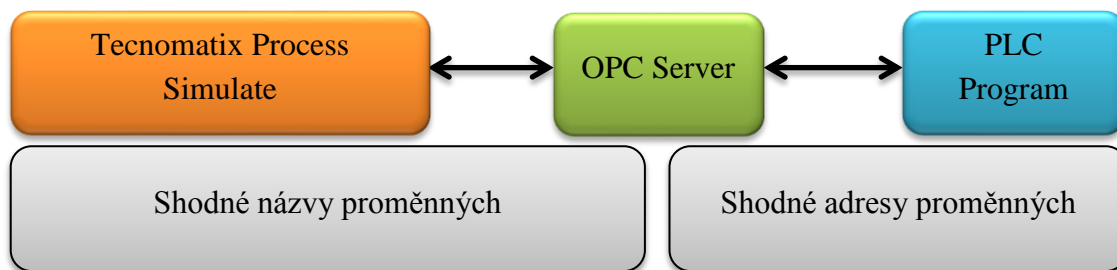 Tecnomatix Process
Simulate
OPC Server
PLC
Program
Shodné názvy proměnných
Shodné adresy proměnných